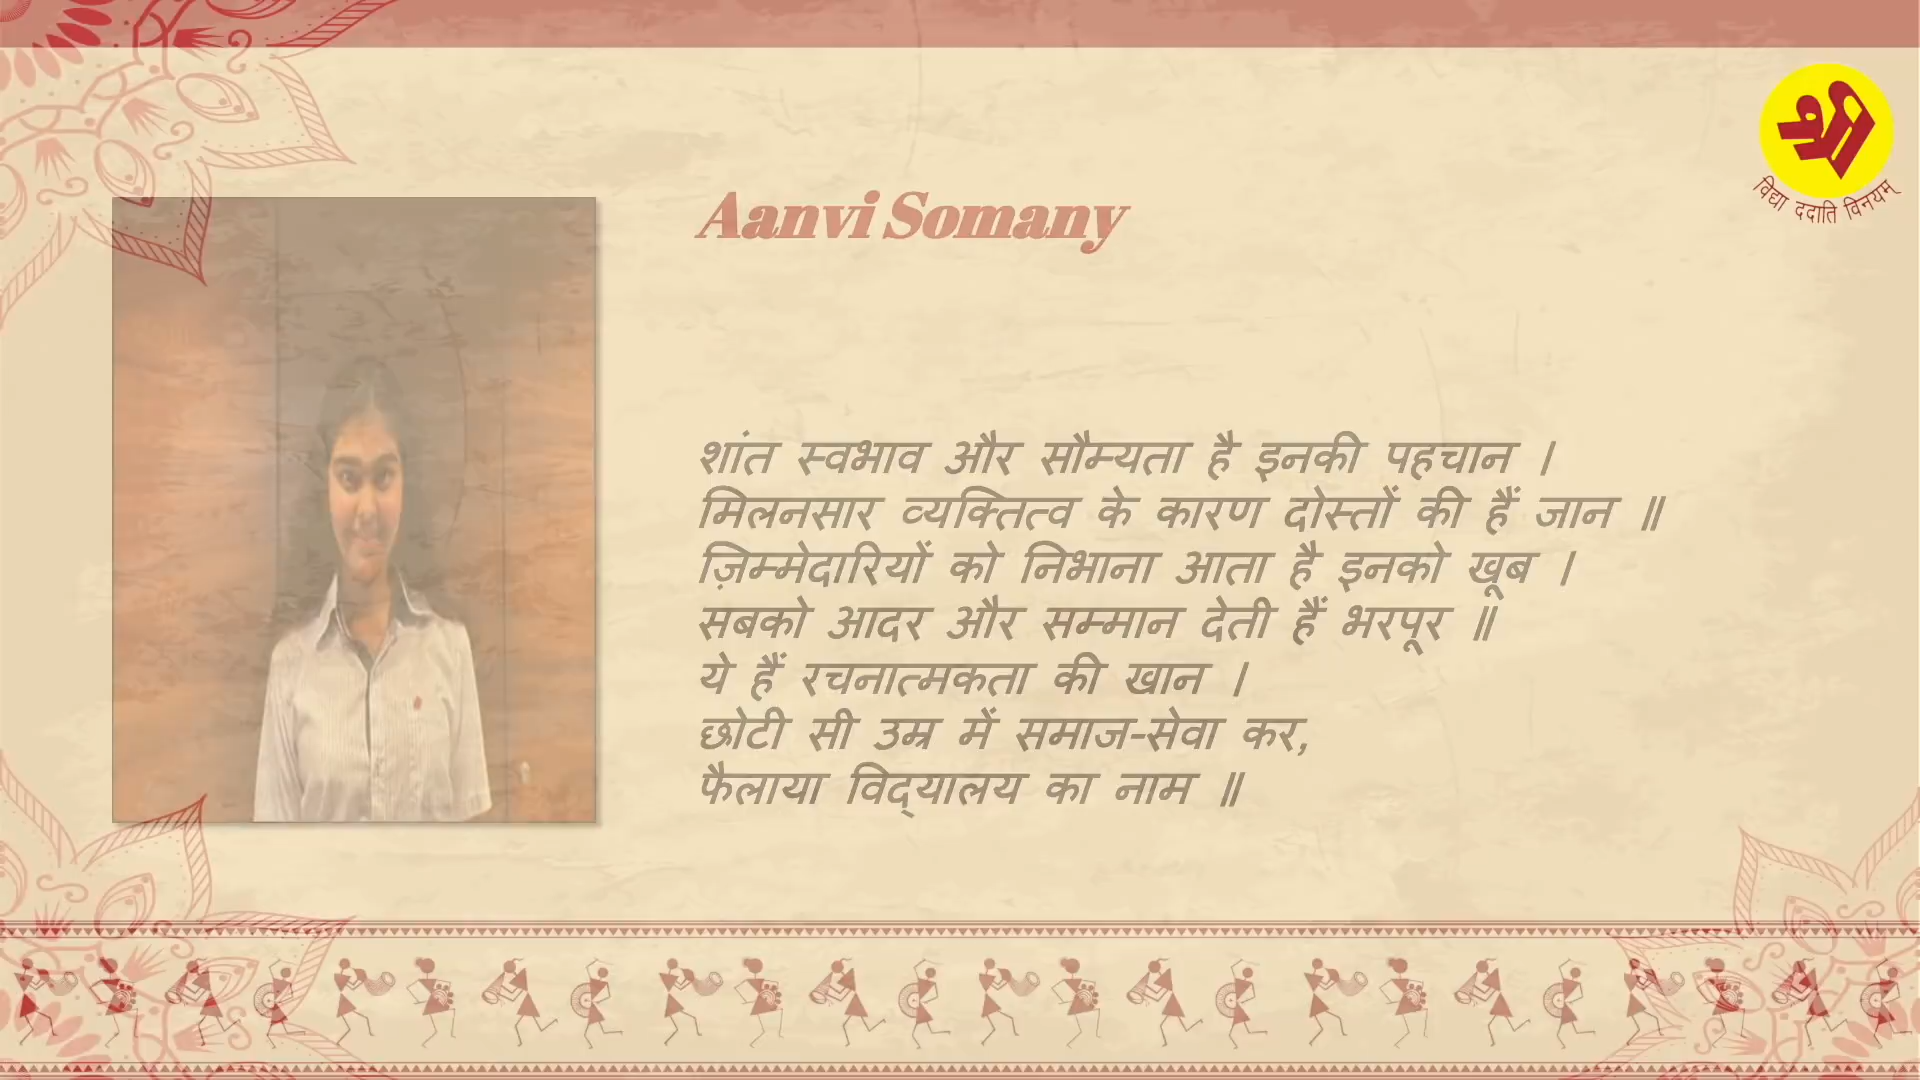 श्री
विद्या ददाति विनयम्
Aanvi Somany
शांत स्वभाव और सौम्यता है इनकी पहचान ।
मिलनसार व्यक्तित्व के कारण दोस्तों की हैं जान ॥
ज़िम्मेदारियों को निभाना आता है इनको खूब ।
सबको आदर और सम्मान देती हैं भरपूर ॥
ये हैं रचनात्मकता की खान ।
छोटी सी उम्र में समाज-सेवा कर,
फैलाया विद्‌यालय का नाम ॥